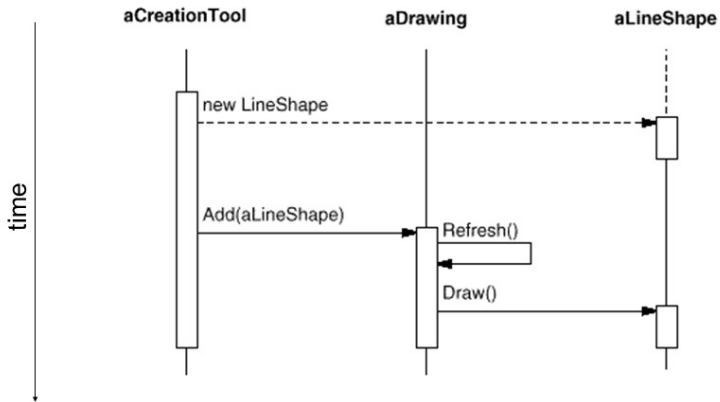 aCreationTool
aDrawing
aLineShape
new LineShape
Add(aLineShape)
Refresh()
Draw()
time